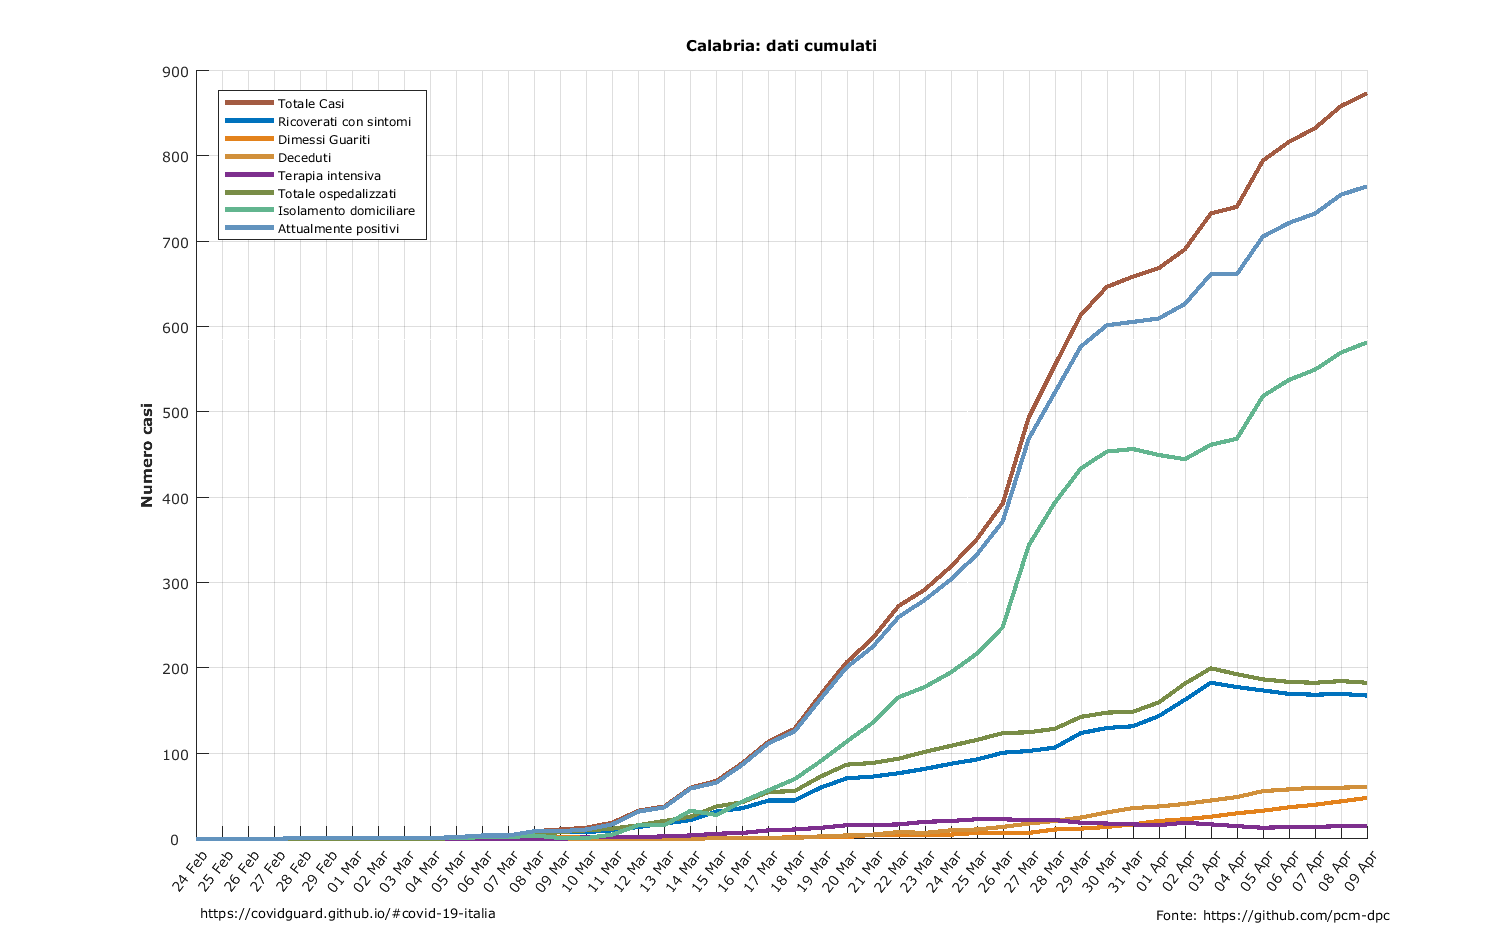 Calabria: dati cumulati
900
800
700
600
500
400
300
200
100
0
Numero casi
Totale Casi
Ricoverati con sintomi
Dimessi Guariti
Deceduti
Terapia intensiva
Totale ospedalizzati
Isolamento domiciliare
Attualmente positivi
24 Feb
25 Feb
26 Feb
27 Feb
28 Feb
29 Feb
01 Mar
02 Mar
03 Mar
04 Mar
05 Mar
06 Mar
07 Mar
08 Mar
09 Mar
10 Mar
11 Mar
12 Mar
13 Mar
14 Mar
15 Mar
16 Mar
17 Mar
18 Mar
19 Mar
20 Mar
21 Mar
22 Mar
23 Mar
24 Mar
25 Mar
26 Mar
27 Mar
28 Mar
29 Mar
30 Mar
31 Mar
01 Apr
02 Apr
03 Apr
04 Apr
05 Apr
06 Apr
07 Apr
08 Apr
09 Apr
https://covidguard.github.io/#covid-19-italia
Fonte: https://github.com/pcm-dpc